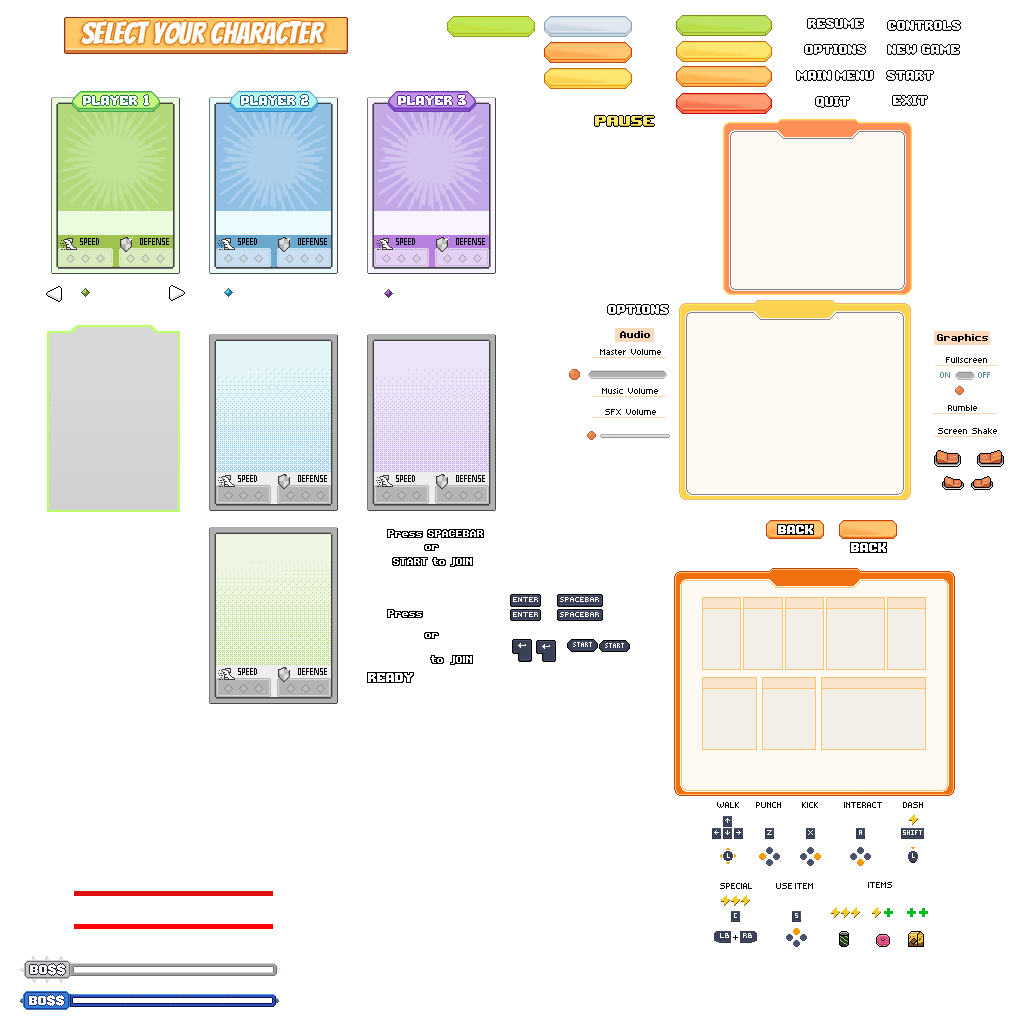 SELECT YOUR CHARACTER
RESUME
CONTROLS
OPTIONS
NEW GAME
MAIN MENU
START
QUIT
EXIT
PAUSE
PLAYER 1
PLAYER 2
PLAYER 3
SPEED
DEFENSE
SPEED
DEFENSE
SPEED
DEFENSE
OPTIONS
Audio
Master Volume
Music Volume
SFX Volume
Graphics
Fullscreen
ON
OFF
Rumble
Screen Shake
SPEED
DEFENSE
SPEED
DEFENSE
BACK
BACK
Press SPACEBAR
or
START to JOIN
ENTER
SPACEBAR
ENTER
SPACEBAR
Press
or
START
START
to JOIN
SPEED
DEFENSE
READY
WALK
PUNCH
KICK
INTERACT
DASH
Z
X
A
SHIFT
L
L
SPECIAL
USE ITEM
ITEMS
C
S
LB + RB
BO$$
BO$$